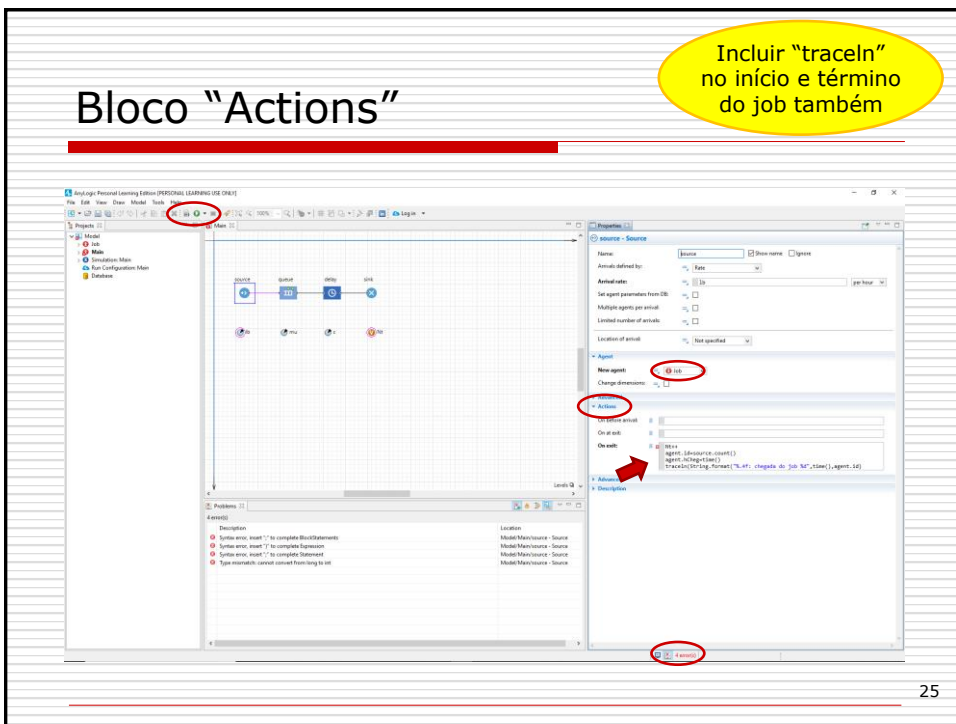 Incluir “traceln”
no início e término
do job também
Bloco “Actions”
AnyLogic Personal Learning Edition [PERSONAL LEARNING USE ONLY]
File Edit View Draw Model Tools Help
100%
Log in
Projects
Model
Job
Main
Simulation: Main
Run Configuration: Main
Database
Main
source queue delay sink
mu c
Levels
Problems
4 error(s)
Description Location
Syntax error, insert ";" to complete BlockStatements Model/Main/source - Source
Syntax error, insert ")" to complete Expression Model/Main/source - Source
Syntax error, insert ";" to complete Statement Model/Main/source - Source
Type mismatch: cannot convert from long to int Model/Main/source - Source
Properties
source - Source
Name: source Show name Ignore
Arrivals defined by: Rate
Arrival rate: per hour
Set agent parameters from DB:
Multiple agents per arrival:
Limited number of arrivals:
Location of arrival: Not specified
Agent
New agent: Job
Change dimensions:
Advanced
Actions
On before arrival:
On at exit:
On exit:
agent.id=source.count()
agent.hCheg=time()
traceln(String.format("%.4f: chegada do job %d",time(),agent.id)
Advanced
Description
4 error(s)
25